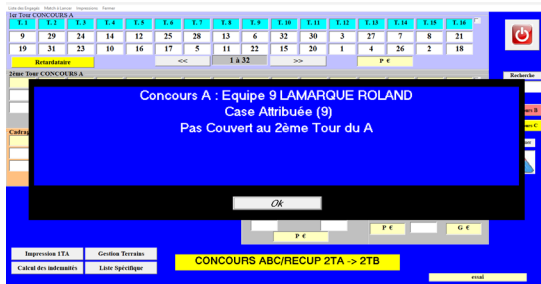 Liste des Engagés Match à Lancer Impressions Fermer
1er Tour CONCOURS A
T. 1 T. 2 T. 3 T. 4 T. 5 T. 6 T. 7 T. 8 T. 9 T. 10 T. 11 T. 12 T. 13 T. 14 T. 15 T. 16
9 29 24 14 12 25 28 13 6 32 30 3 27 7 8 21
19 31 23 10 16 17 5 11 22 15 20 1 4 26 2 18
Retardataire << 1 à 32 >> P €
2ème Tour CONCOURS A
Recherche
Concours A : Equipe 9 LAMARQUE ROLAND
Case Attribuée (9)
Pas Couvert au 2ème Tour du A
Cadrag
Ok
P € G €
P €
Impression 1TA Gestion Terrains
CONCOURS ABC/RECUP 2TA -> 2TB
Calcul des indemnités Liste Spécifique
essai